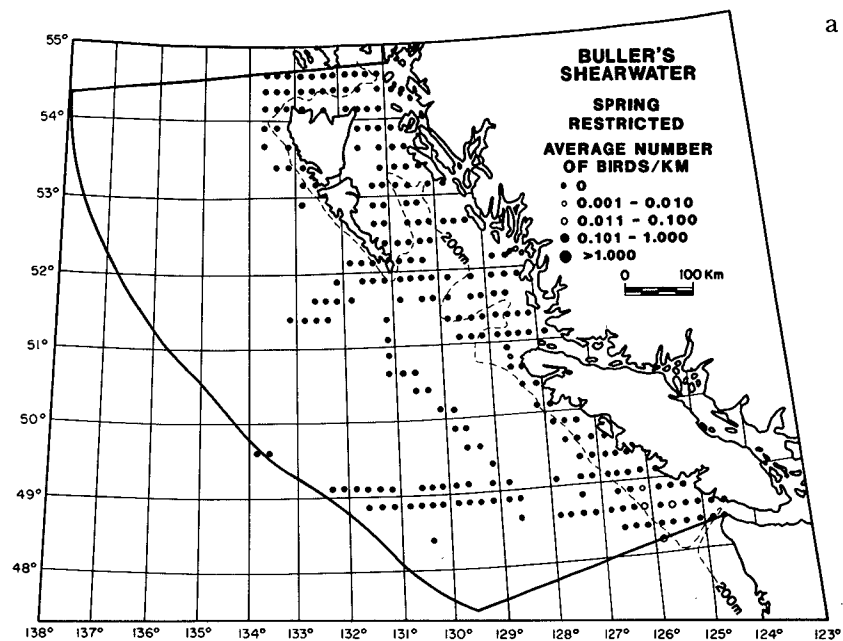 a
BULLER'S
SHEARWATER
SPRING
RESTRICTED
AVERAGE NUMBER
OF BIRDS/KM
0
0.001 - 0.010
0.011 - 0.100
0.101 - 1.000
>1.000
0 100 Km
55°
54°
53°
52°
51°
50°
49°
48°
200m
200m
138° 137° 136° 135° 134° 133° 132° 131° 130° 129° 128° 127° 126° 125° 124° 123°